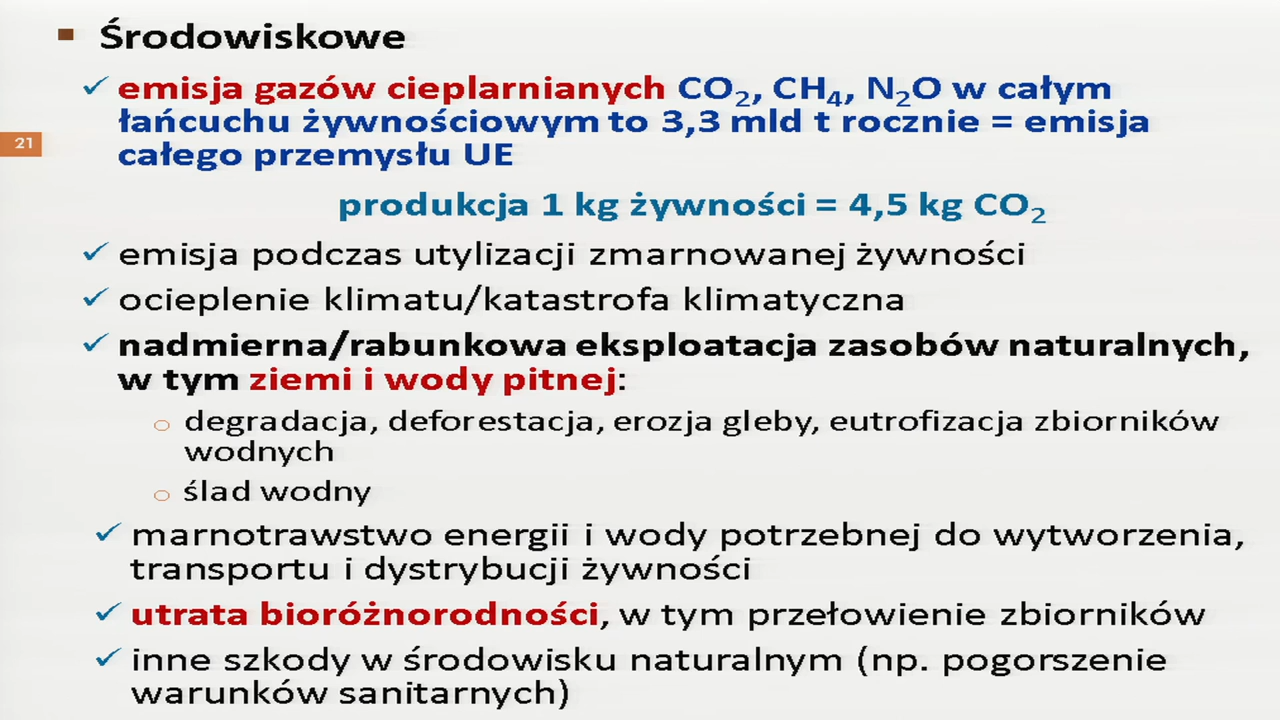 Środowiskowe
emisja gazów cieplarnianych CO₂, CH₄, N₂O w całym
łańcuchu żywnościowym to 3,3 mld t rocznie = emisja
21
całego przemysłu UE
produkcja 1 kg żywności = 4,5 kg CO₂
emisja podczas utylizacji zmarnowanej żywności
ocieplenie klimatu/katastrofa klimatyczna
nadmierna/rabunkowa eksploatacja zasobów naturalnych,
w tym ziemi i wody pitnej:
degradacja, deforestacja, erozja gleby, eutrofizacja zbiorników
wodnych
ślad wodny
marnotrawstwo energii i wody potrzebnej do wytworzenia,
transportu i dystrybucji żywności
utrata bioróżnorodności, w tym przełowienie zbiorników
inne szkody w środowisku naturalnym (np. pogorszenie
warunków sanitarnych)